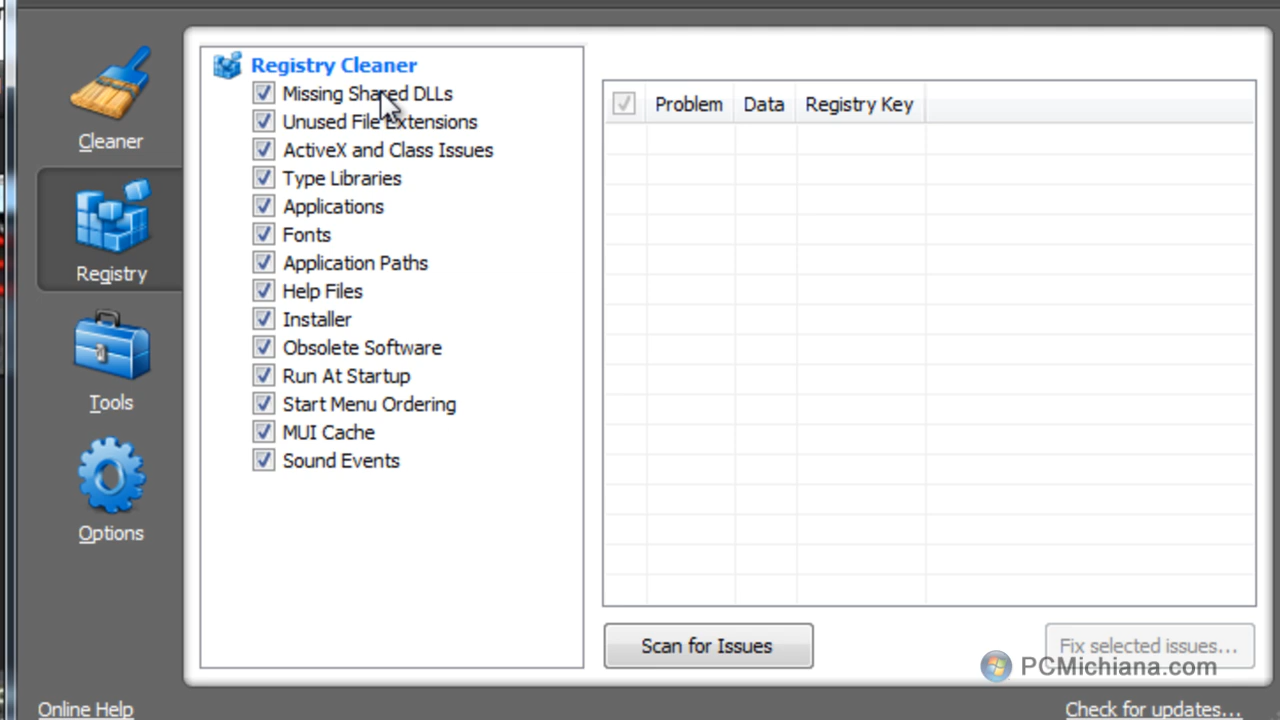 Cleaner
Registry
Tools
Options
Online Help
Registry Cleaner
Missing Shared DLLs
Unused File Extensions
ActiveX and Class Issues
Type Libraries
Applications
Fonts
Application Paths
Help Files
Installer
Obsolete Software
Run At Startup
Start Menu Ordering
MUI Cache
Sound Events
Problem Data Registry Key
Scan for Issues
Fix selected issues...
PCMichiana.com
Check for updates...